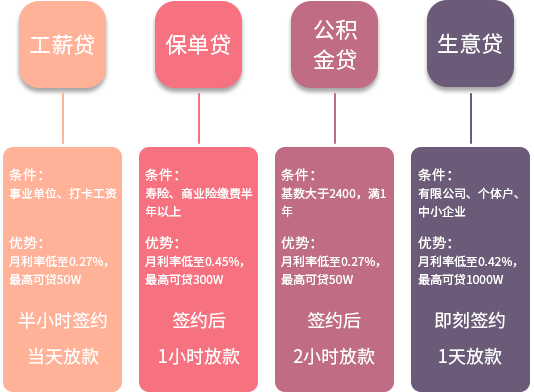 工薪贷
条件：
事业单位、打卡工资
优势：
月利率低至0.27%，
最高可贷50W
半小时签约
当天放款
保单贷
条件：
寿险、商业险缴费半
年以上
优势：
月利率低至0.45%，
最高可贷300W
签约后
1小时放款
公积
金贷
条件：
基数大于2400，满1
年
优势：
月利率低至0.27%，
最高可贷50W
签约后
2小时放款
生意贷
条件：
有限公司、个体户、
中小企业
优势：
月利率低至0.42%，
最高可贷1000W
即刻签约
1天放款